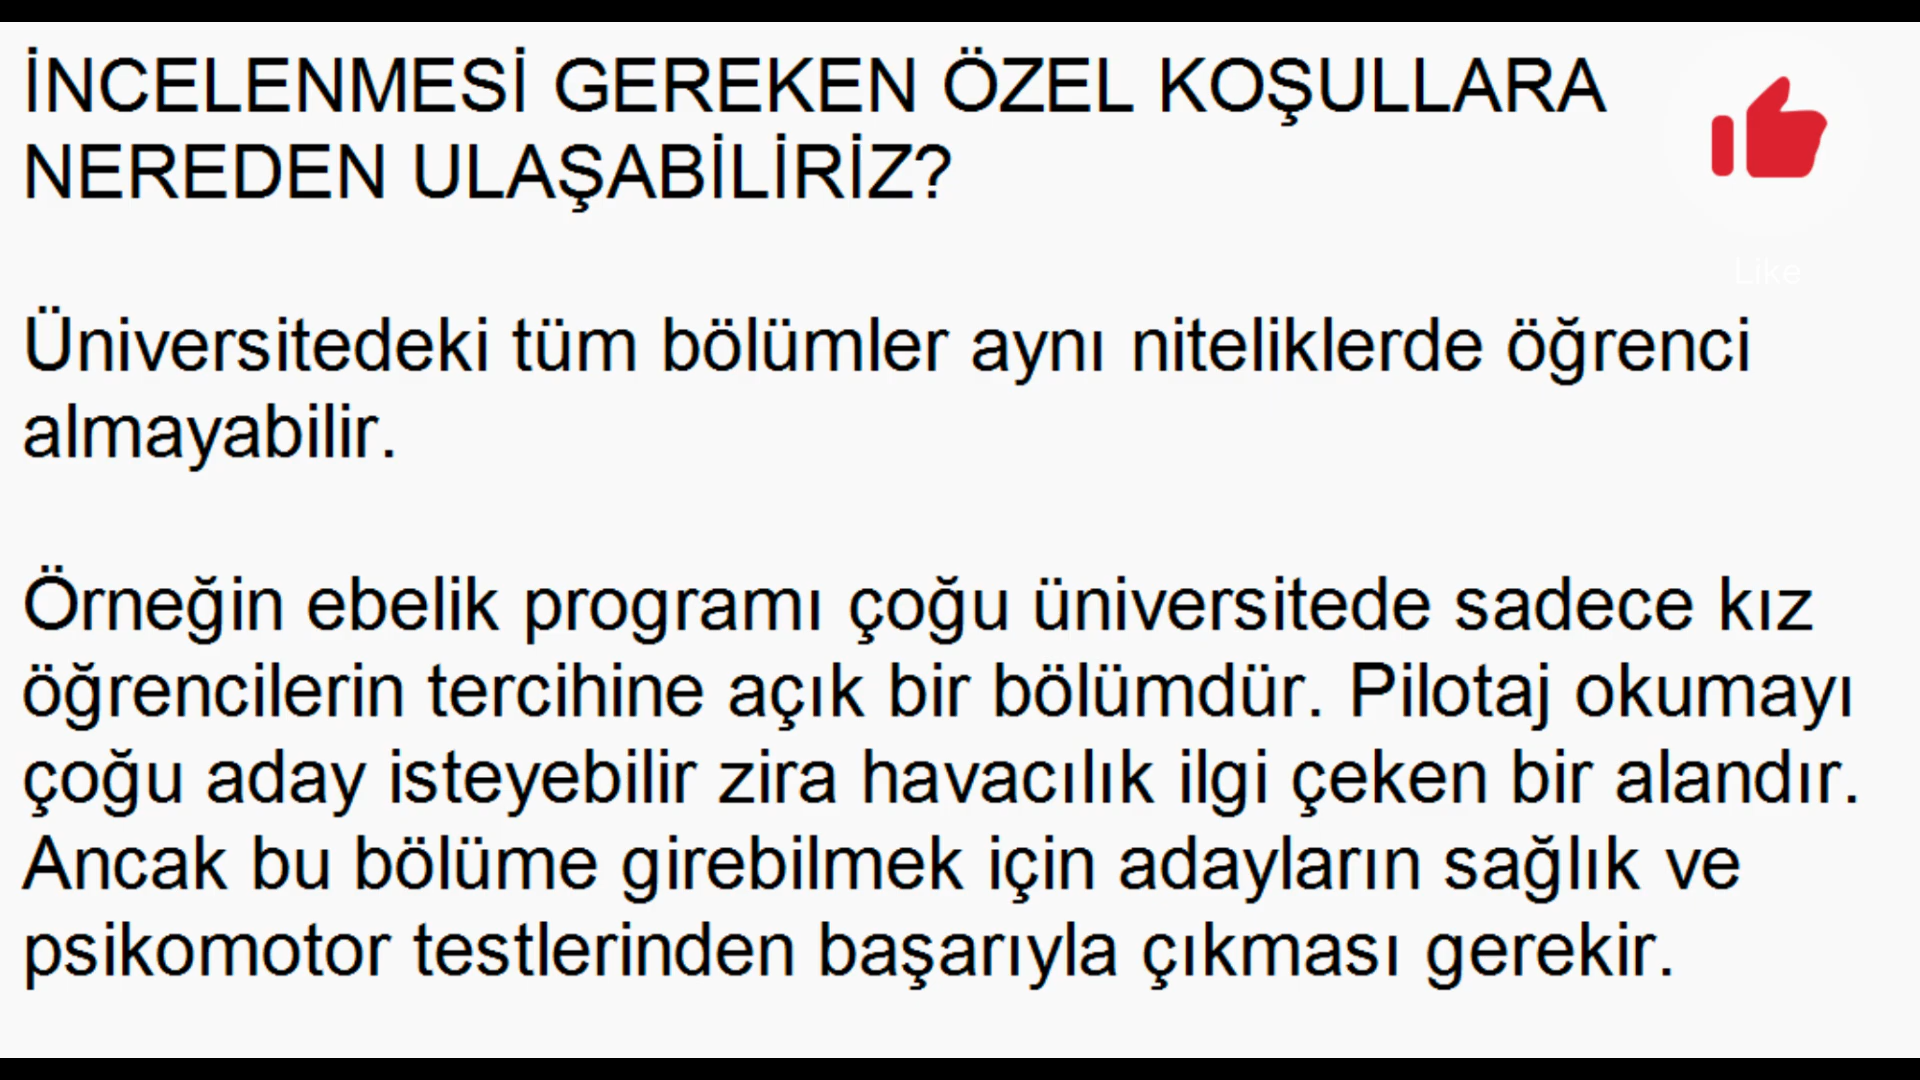 İNCELENMESİ GEREKEN ÖZEL KOŞULLARA
NEREDEN ULAŞABİLİRİZ?
Like
Üniversitedeki tüm bölümler aynı niteliklerde öğrenci
almayabilir.
Örneğin ebelik programı çoğu üniversitede sadece kız
öğrencilerin tercihine açık bir bölümdür. Pilotaj okumayı
çoğu aday isteyebilir zira havacılık ilgi çeken bir alandır.
Ancak bu bölüme girebilmek için adayların sağlık ve
psikomotor testlerinden başarıyla çıkması gerekir.